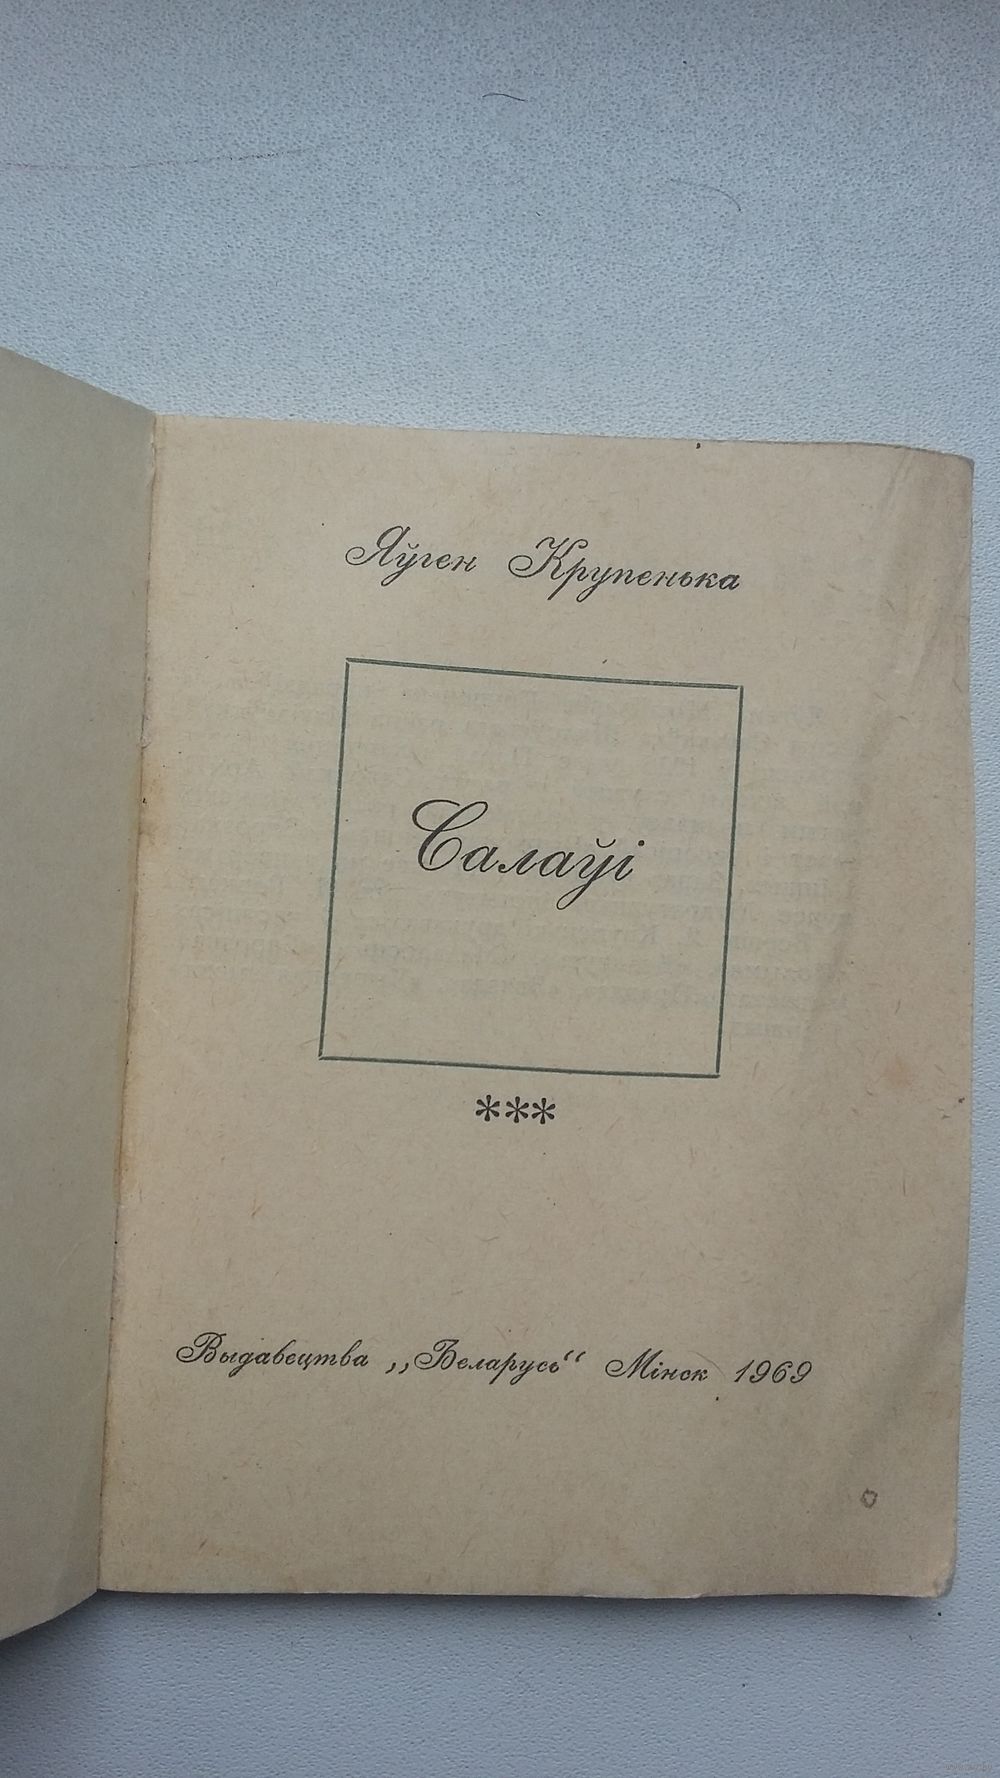 Яўген Крупенька
Салаўі
***
Выдавецтва „Беларусь“ Мінск 1969